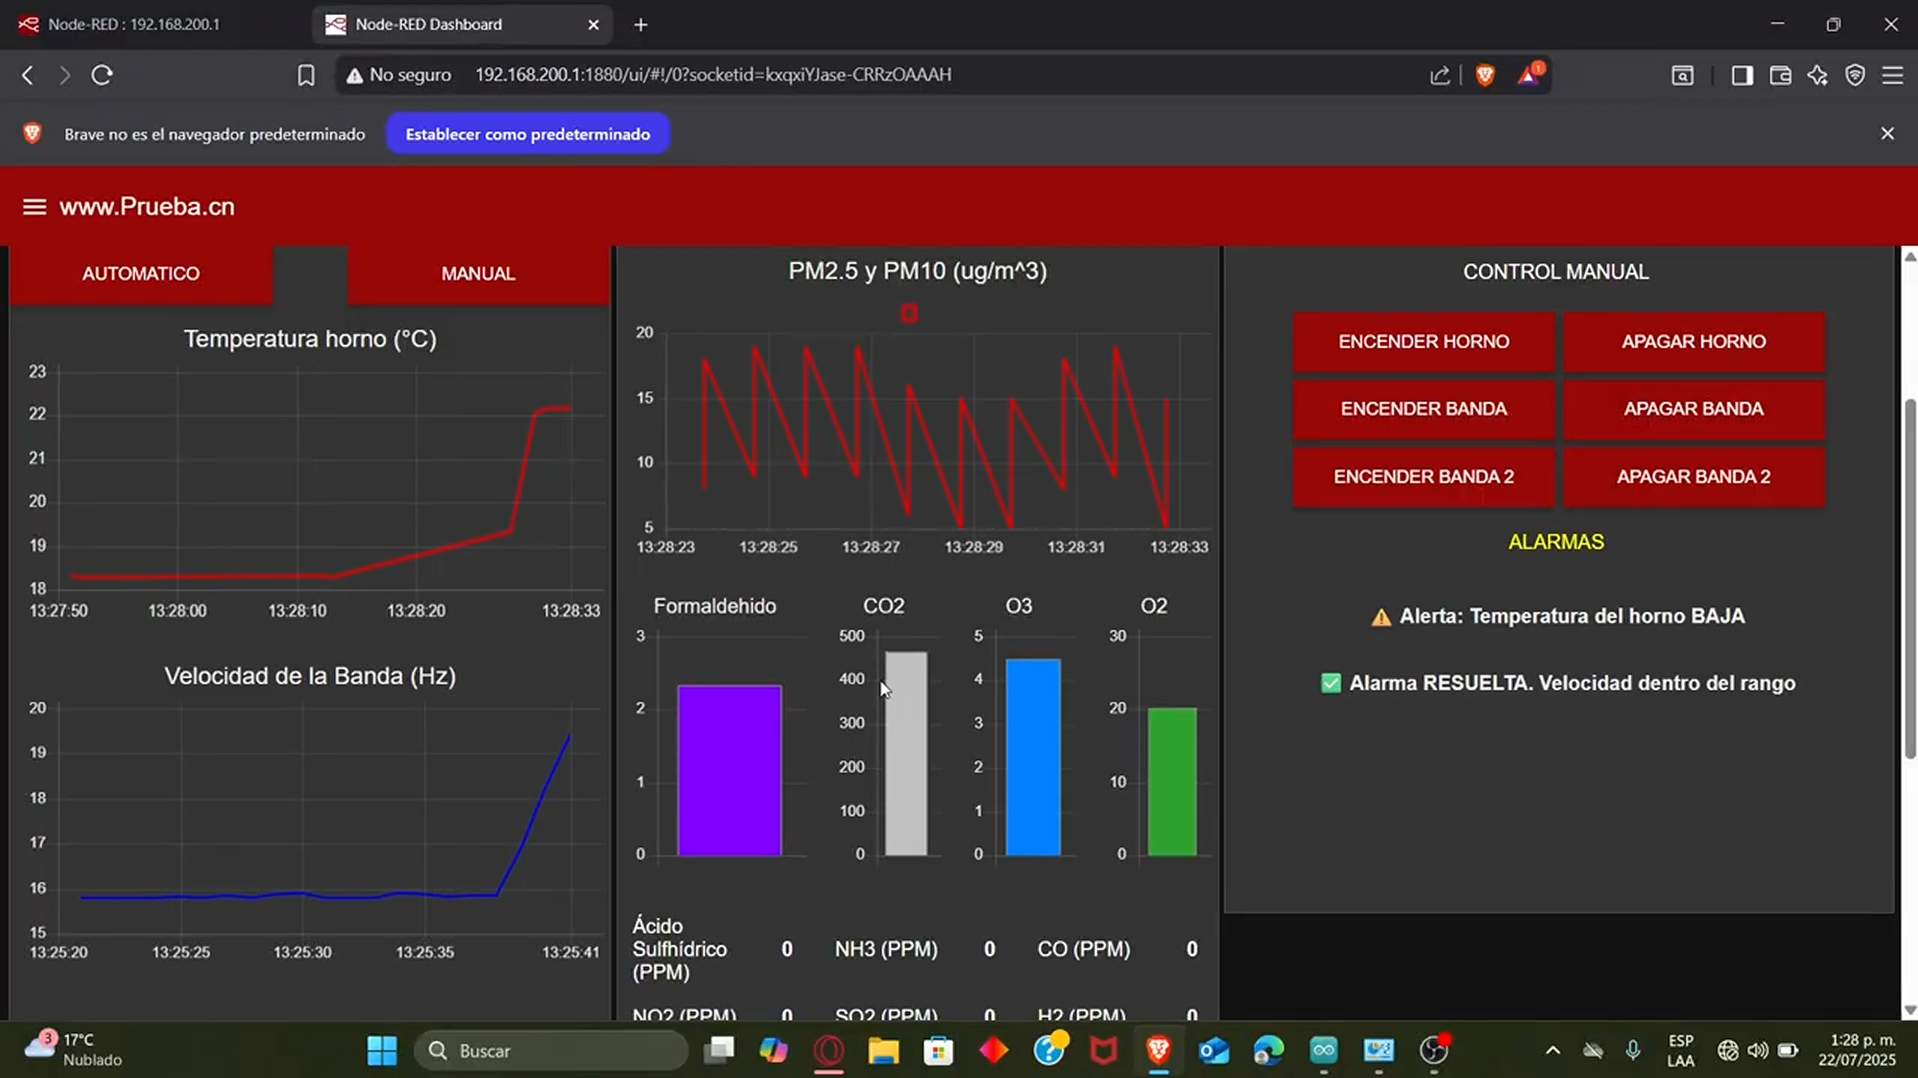 Node-RED : 192.168.200.1
Node-RED Dashboard
No seguro
192.168.200.1:1880/ui/#!/0?socketid=kxqxiYJase-CRRzOAAAH
1
Brave no es el navegador predeterminado
Establecer como predeterminado
www.Prueba.cn
AUTOMATICO
MANUAL
Temperatura horno (°C)
23
22
21
20
19
18
13:27:50
13:28:00
13:28:10
13:28:20
13:28:33
Velocidad de la Banda (Hz)
20
19
18
17
16
15
13:25:20
13:25:25
13:25:30
13:25:35
13:25:41
PM2.5 y PM10 (ug/m^3)
20
15
10
5
13:28:23
13:28:25
13:28:27
13:28:29
13:28:31
13:28:33
Formaldehido
3
2
1
0
CO2
500
400
300
200
100
0
O3
5
4
3
2
1
0
O2
30
20
10
0
Ácido
Sulfhídrico
(PPM)
0
NH3 (PPM)
0
CO (PPM)
0
NO2 (PPM)
0
SO2 (PPM)
0
H2 (PPM)
0
CONTROL MANUAL
ENCENDER HORNO
APAGAR HORNO
ENCENDER BANDA
APAGAR BANDA
ENCENDER BANDA 2
APAGAR BANDA 2
ALARMAS
Alerta: Temperatura del horno BAJA
Alarma RESUELTA. Velocidad dentro del rango
3
17°C
Nublado
Buscar
ESP
LAA
1:28 p. m.
22/07/2025